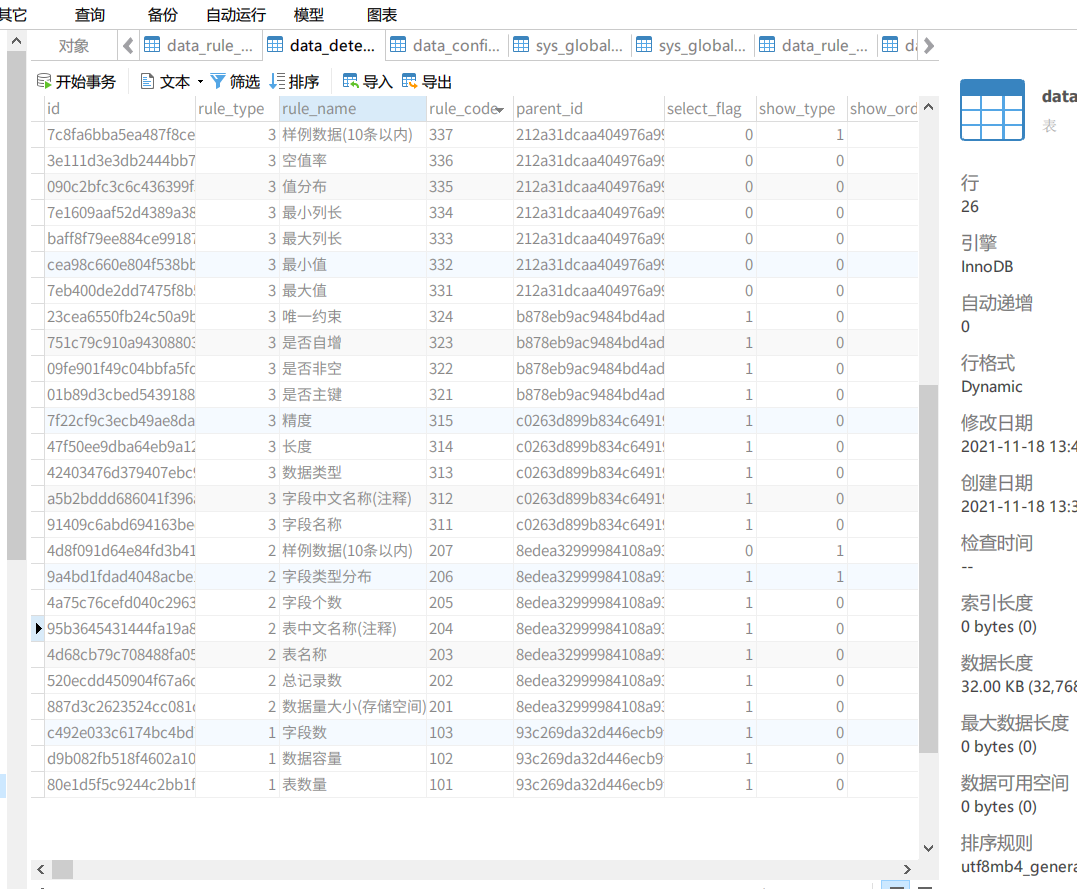 其它 查询 备份 自动运行 模型 图表
对象 data_rule_... data_dete... data_confi... sys_global... sys_global... data_rule_...
开始事务 文本 筛选 排序 导入 导出
id rule_type rule_name rule_code parent_id select_flag show_type show_ord
7c8fa6bba5ea487f8ce 3 样例数据(10条以内) 337 212a31dcaa404976a99 0 1
3e111d3e3db2444bb7 3 空值率 336 212a31dcaa404976a99 0 0
090c2bfc3c6c436399f 3 值分布 335 212a31dcaa404976a99 0 0
7e1609aaf52d4389a38 3 最小列长 334 212a31dcaa404976a99 0 0
baff8f79ee884ce99187 3 最大列长 333 212a31dcaa404976a99 0 0
cea98c660e804f538bb 3 最小值 332 212a31dcaa404976a99 0 0
7eb400de2dd7475f8b 3 最大值 331 212a31dcaa404976a99 0 0
23cea6550fb24c50a9b 3 唯一约束 324 b878eb9ac9484bd4ad 1 0
751c79c910a94308803 3 是否自增 323 b878eb9ac9484bd4ad 1 0
09fe901f49c04bbfa5fc 3 是否非空 322 b878eb9ac9484bd4ad 1 0
01b89d3cbed5439188 3 是否主键 321 b878eb9ac9484bd4ad 1 0
7f22cf9c3ecb49ae8da 3 精度 315 c0263d899b834c6491 1 0
47f50ee9dba64eb9a12 3 长度 314 c0263d899b834c6491 1 0
42403476d379407ebc 3 数据类型 313 c0263d899b834c6491 1 0
a5b2bddd686041f396 3 字段中文名称(注释) 312 c0263d899b834c6491 1 0
91409c6abd694163be 3 字段名称 311 c0263d899b834c6491 1 0
4d8f091d64e84fd3b41 2 样例数据(10条以内) 207 8edea32999984108a93 0 1
9a4bd1fdad4048acbe 2 字段类型分布 206 8edea32999984108a93 1 1
4a75c76cefd040c2963 2 字段个数 205 8edea32999984108a93 1 0
95b3645431444fa19a8 2 表中文名称(注释) 204 8edea32999984108a93 1 0
4d68cb79c708488fa05 2 表名称 203 8edea32999984108a93 1 0
520ecdd450904f67a6c 2 总记录数 202 8edea32999984108a93 1 0
887d3c2623524cc081 2 数据量大小(存储空间) 201 8edea32999984108a93 1 0
c492e033c6174bc4bd 1 字段数 103 93c269da32d446ecb9 1 0
d9b082fb518f4602a10 1 数据容量 102 93c269da32d446ecb9 1 0
80e1d5f5c9244c2bb1f 1 表数量 101 93c269da32d446ecb9 1 0
data
表
行
26
引擎
InnoDB
自动递增
0
行格式
Dynamic
修改日期
2021-11-18 13:4
创建日期
2021-11-18 13:3
检查时间
--
索引长度
0 bytes (0)
数据长度
32.00 KB (32,768
最大数据长度
0 bytes (0)
数据可用空间
0 bytes (0)
排序规则
utf8mb4_genera